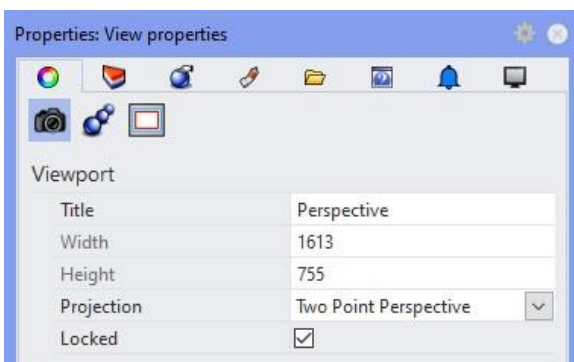 Properties: View properties
Viewport
Title Perspective
Width 1613
Height 755
Projection Two Point Perspective
Locked